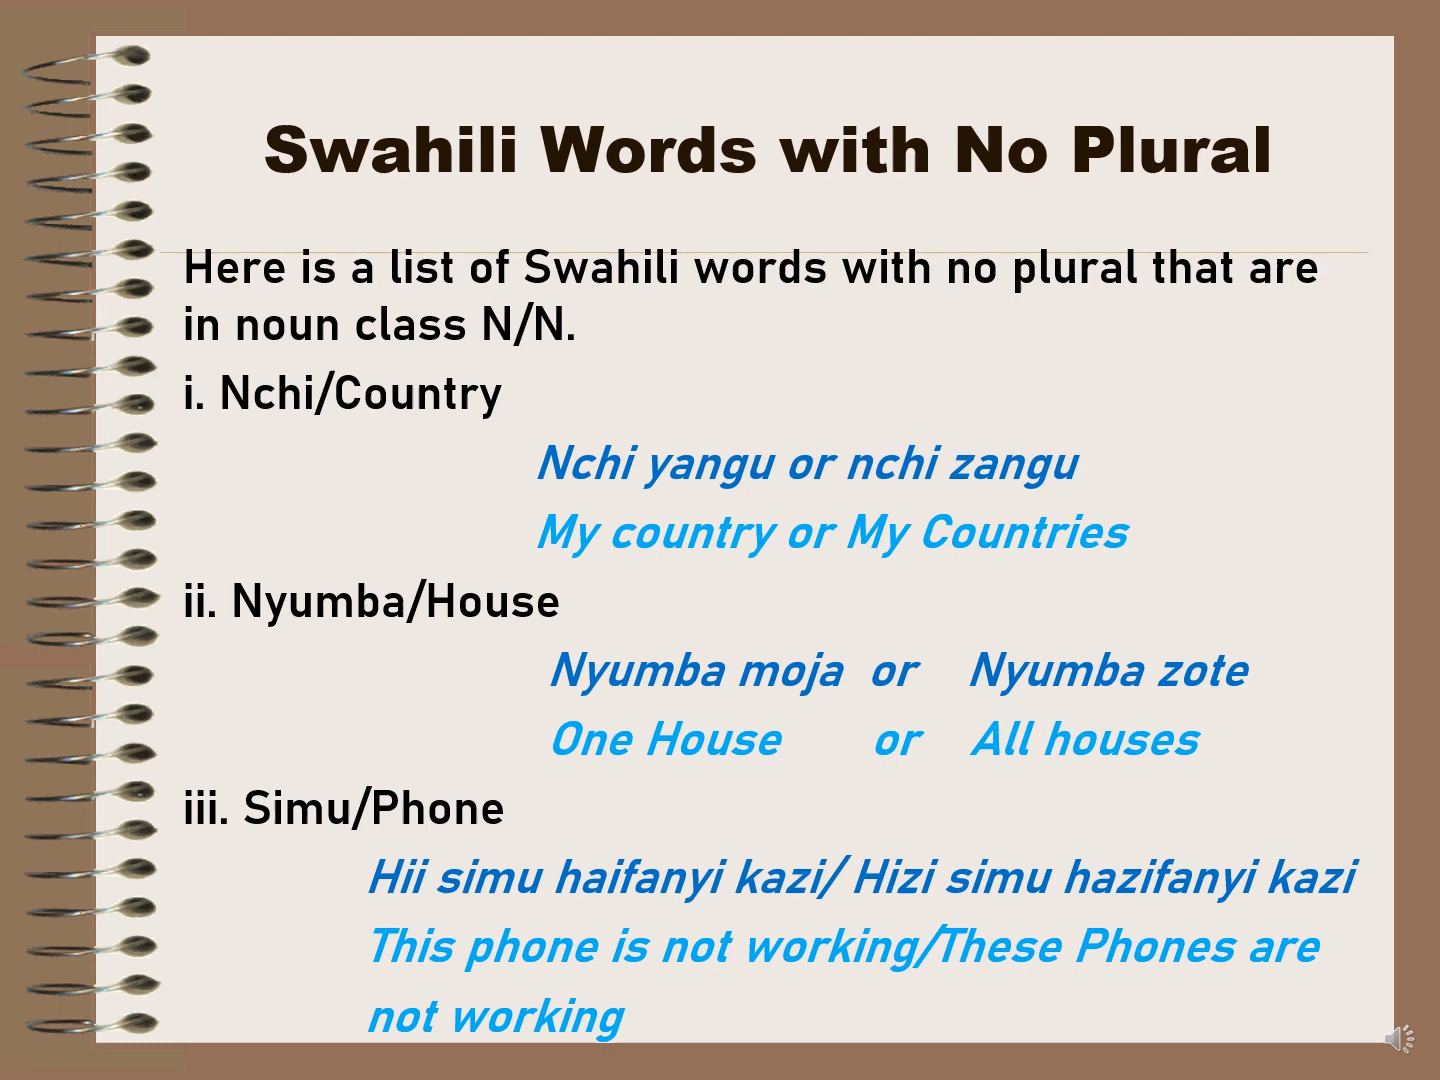 Swahili Words with No Plural
Here is a list of Swahili words with no plural that are
in noun class N/N.
i. Nchi/Country
Nchi yangu or nchi zangu
My country or My Countries
ii. Nyumba/House
Nyumba moja or Nyumba zote
One House or All houses
iii. Simu/Phone
Hii simu haifanyi kazi/ Hizi simu hazifanyi kazi
This phone is not working/These Phones are
not working